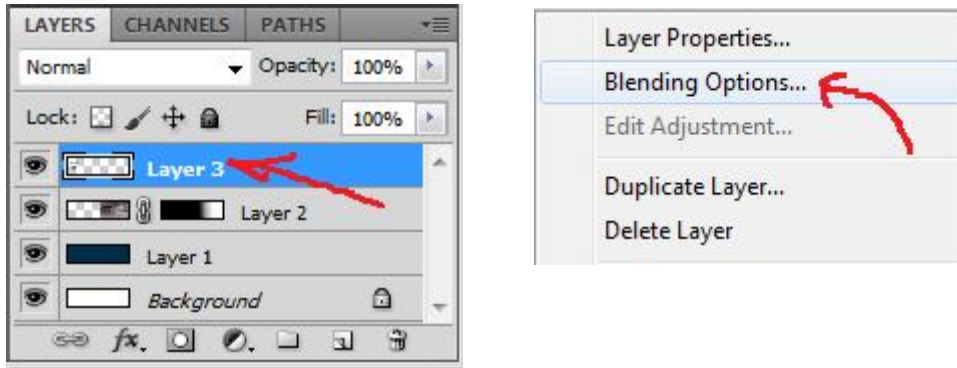 LAYERS CHANNELS PATHS
Normal Opacity: 100%
Lock: Fill: 100%
Layer 3
Layer 2
Layer 1
Background
fx.
Layer Properties...
Blending Options...
Edit Adjustment...
Duplicate Layer...
Delete Layer